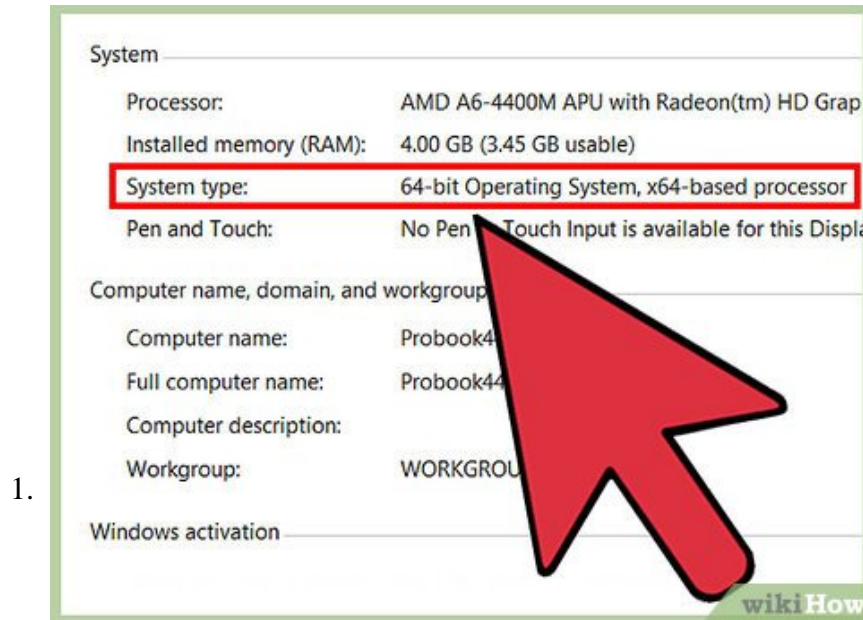 System
Processor: AMD A6-4400M APU with Radeon(tm) HD Grap
Installed memory (RAM): 4.00 GB (3.45 GB usable)
System type: 64-bit Operating System, x64-based processor
Pen and Touch: No Pen Touch Input is available for this Displa
Computer name, domain, and workgroup
Computer name: Probook4
Full computer name: Probook44
Computer description:
Workgroup: WORKGROU
1.
Windows activation
wikiHow